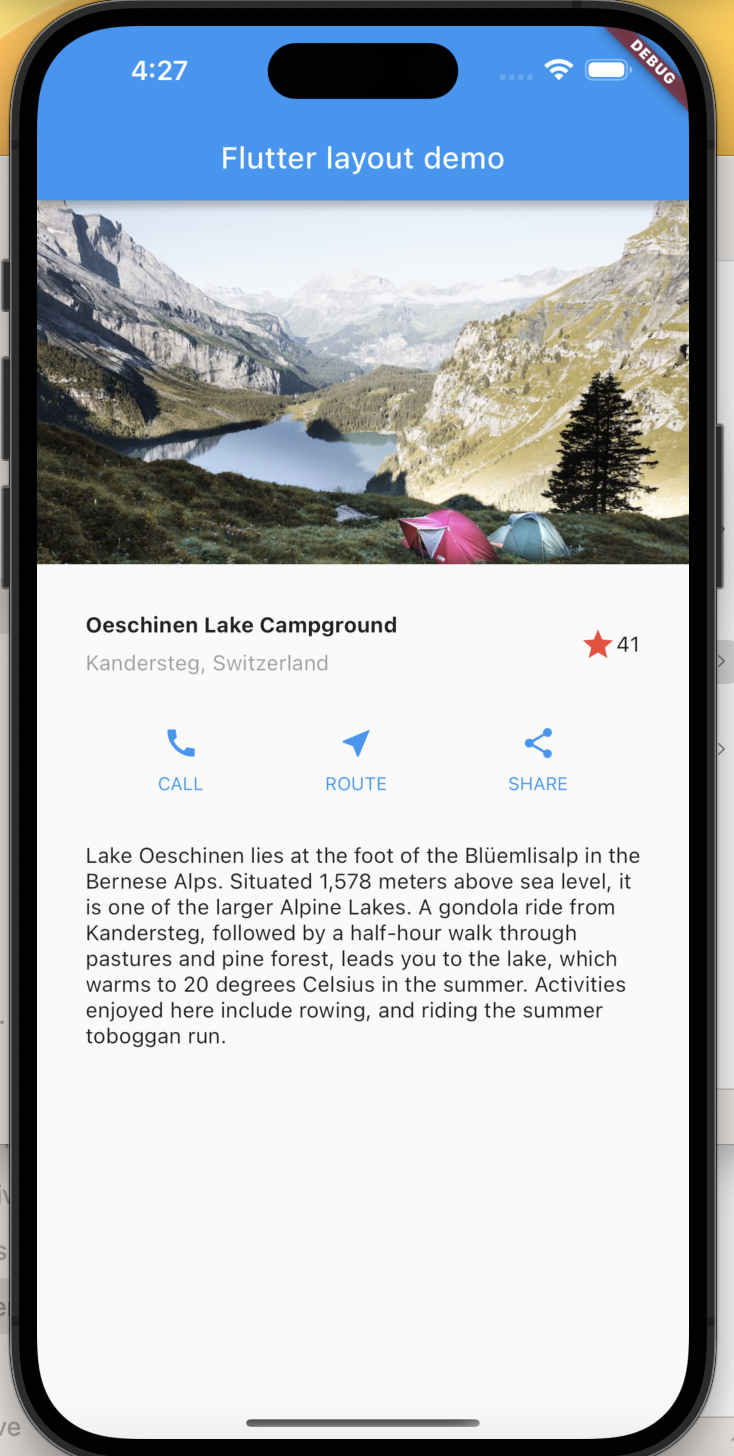 4:27
DEBUG
Flutter layout demo
Oeschinen Lake Campground
41
Kandersteg, Switzerland
CALL ROUTE SHARE
Lake Oeschinen lies at the foot of the Blüemlisalp in the
Bernese Alps. Situated 1,578 meters above sea level, it
is one of the larger Alpine Lakes. A gondola ride from
Kandersteg, followed by a half-hour walk through
pastures and pine forest, leads you to the lake, which
warms to 20 degrees Celsius in the summer. Activities
enjoyed here include rowing, and riding the summer
toboggan run.